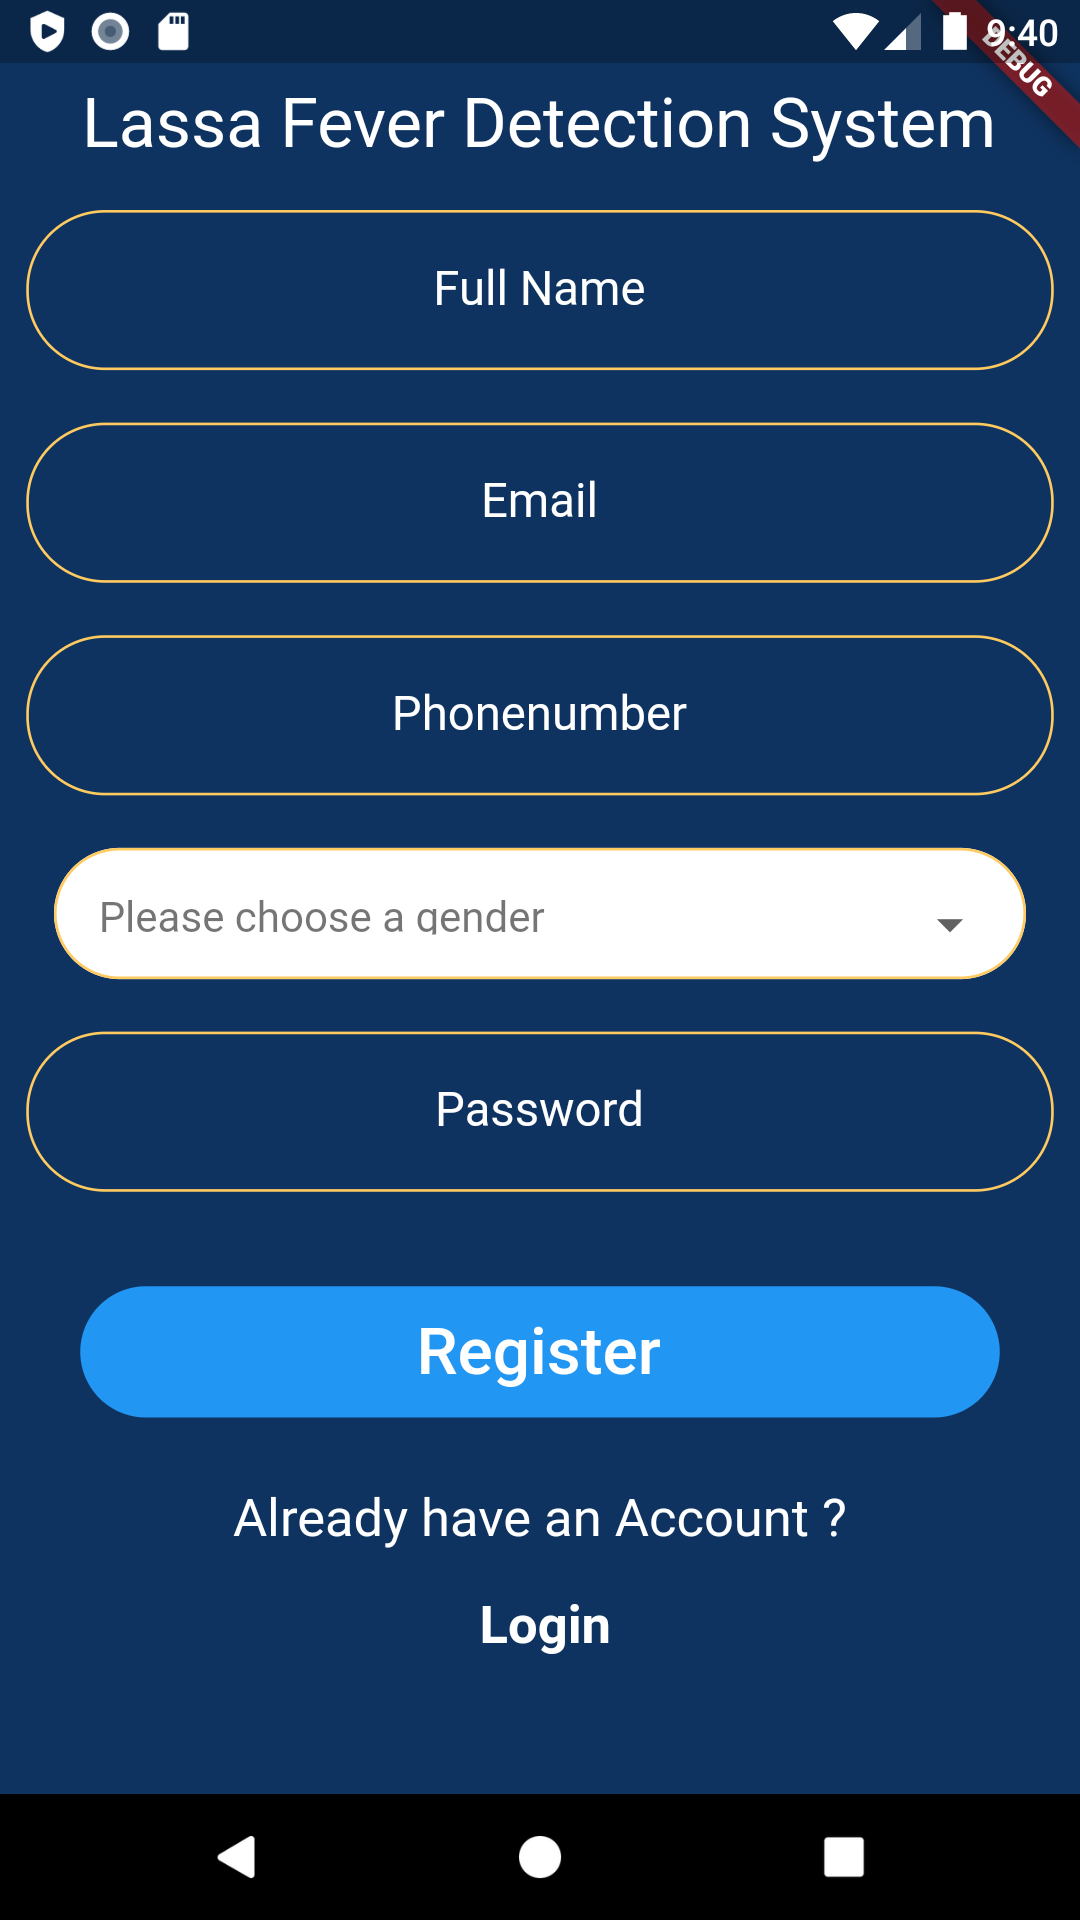 9:40
DEBUG
Lassa Fever Detection System
Full Name
Email
Phonenumber
Please choose a gender
Password
Register
Already have an Account ?
Login